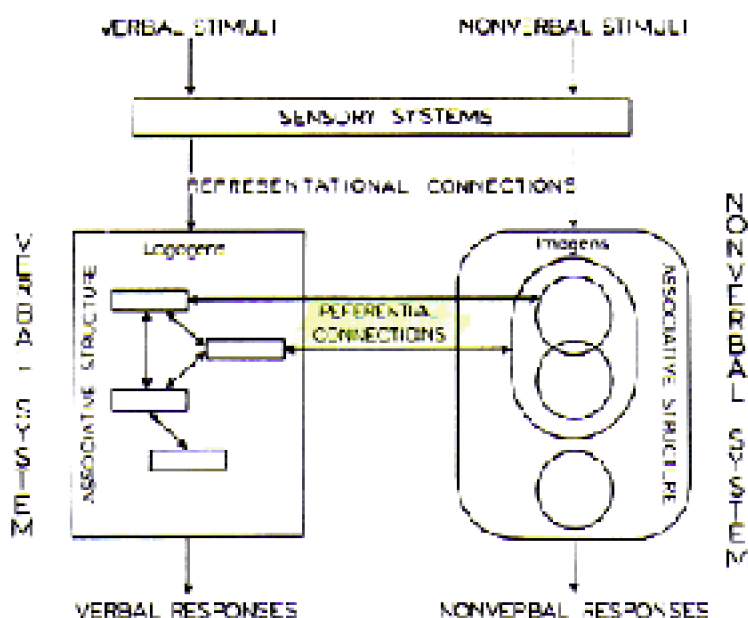 VERBAL STIMULI
NONVERBAL STIMULI
SENSORY SYSTEMS
REPRESENTATIONAL CONNECTIONS
VERBAL SYSTEM
Logogens
ASSOCIATIVE STRUCTURE
REFERENTIAL
CONNECTIONS
Imagens
ASSOCIATIVE STRUCTURE
NONVERBAL SYSTEM
VERBAL RESPONSES
NONVERBAL RESPONSES